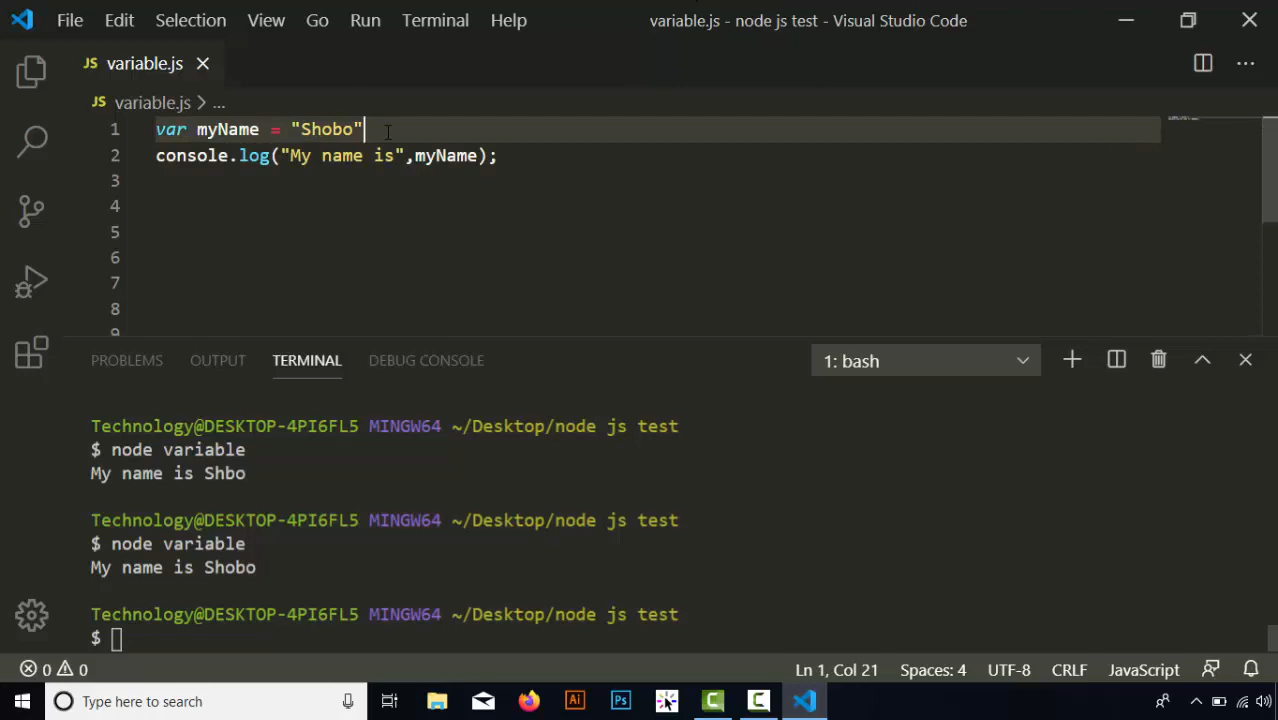 File Edit Selection View Go Run Terminal Help variable.js - node js test - Visual Studio Code
JS variable.js
JS variable.js > ...
1 var myName = "Shobo"
2 console.log("My name is",myName);
3
4
5
6
7
8
9
PROBLEMS OUTPUT TERMINAL DEBUG CONSOLE 1: bash
Technology@DESKTOP-4PI6FL5 MINGW64 ~/Desktop/node js test
$ node variable
My name is Shbo
Technology@DESKTOP-4PI6FL5 MINGW64 ~/Desktop/node js test
$ node variable
My name is Shobo
Technology@DESKTOP-4PI6FL5 MINGW64 ~/Desktop/node js test
$
0 0 Ln 1, Col 21 Spaces: 4 UTF-8 CRLF JavaScript
Type here to search Ai Ps